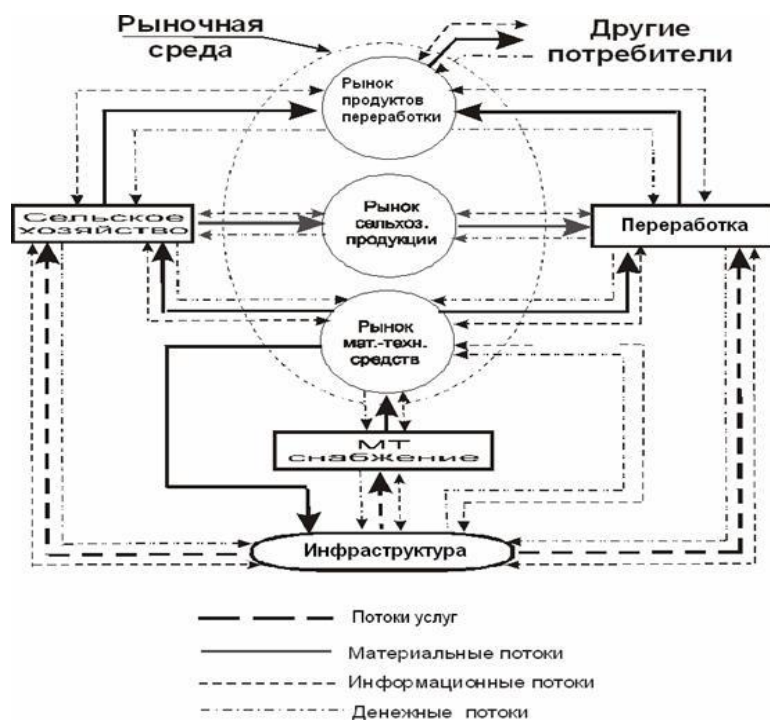 Рыночная
среда
Другие
потребители
Рынок
продуктов
переработки
Сельское
хозяйство
Рынок
сельхоз.
продукции
Переработка
Рынок
мат.-техн.
средств
МТ
снабжение
Инфраструктура
Потоки услуг
Материальные потоки
Информационные потоки
Денежные потоки